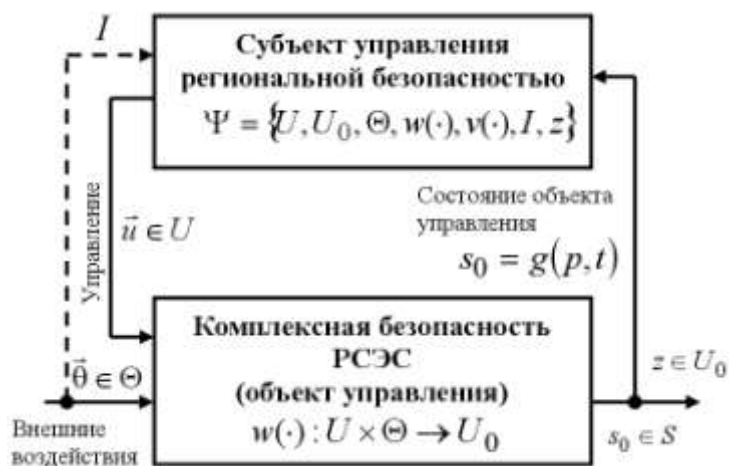 I
Субъект управления
региональной безопасностью
Ψ = {U, U₀, Θ, w(·), v(·), I, z}
Управление
u⃗ ∈ U
Состояние объекта
управления
s₀ = g(p, t)
Комплексная безопасность
РСЭС
(объект управления)
w(·) : U × Θ → U₀
θ⃗ ∈ Θ
Внешние
воздействия
z ∈ U₀
s₀ ∈ S